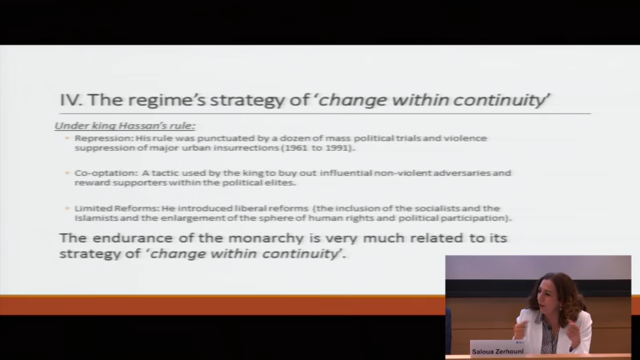 IV. The regime's strategy of 'change within continuity'
Under king Hassan's rule:
Repression: His rule was punctuated by a dozen of mass political trials and violence
suppression of major urban insurrections (1961 to 1991).
Co-optation: A tactic used by the king to buy out influential non-violent adversaries and
reward supporters within the political elites.
Limited Reforms: He introduced liberal reforms (the inclusion of the socialists and the
Islamists and the enlargement of the sphere of human rights and political participation).
The endurance of the monarchy is very much related to its
strategy of 'change within continuity'.
Saloua Zerhouni